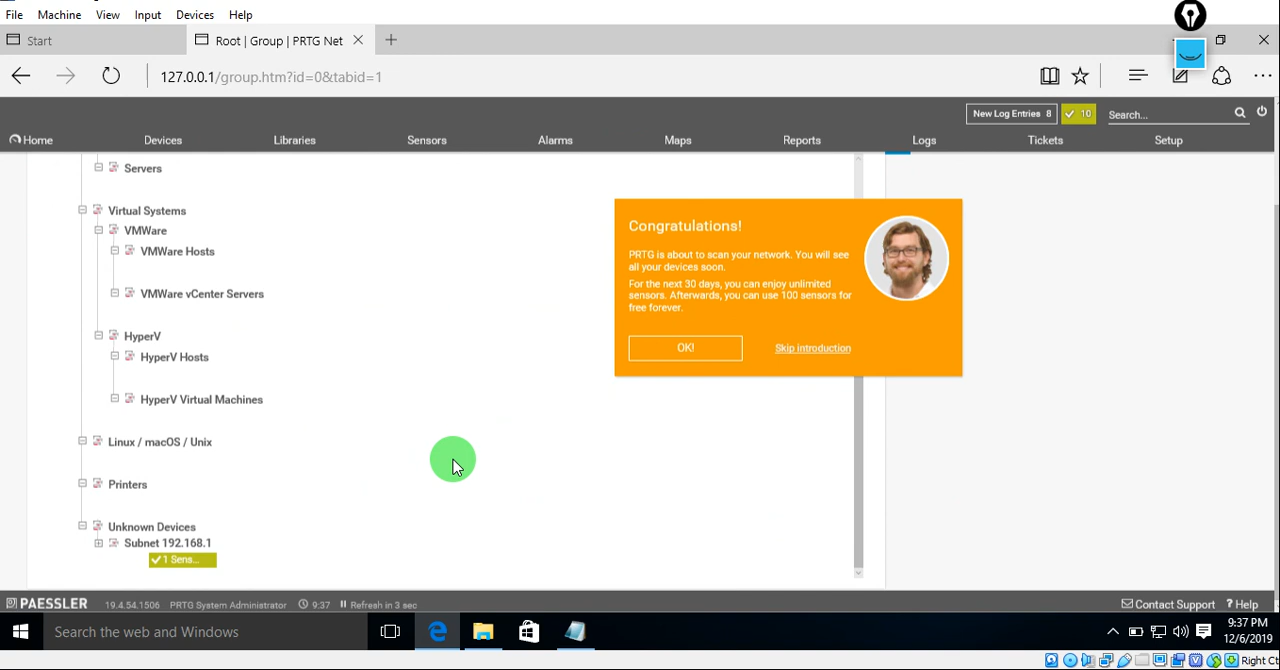 File Machine View Input Devices Help
Start
Root | Group | PRTG Net
127.0.0.1/group.htm?id=0&tabid=1
New Log Entries 8
10
Search...
Home Devices Libraries Sensors Alarms Maps Reports Logs Tickets Setup
Servers
Virtual Systems
VMWare
VMWare Hosts
VMWare vCenter Servers
HyperV
HyperV Hosts
HyperV Virtual Machines
Linux / macOS / Unix
Printers
Unknown Devices
Subnet 192.168.1
1 Sens...
Congratulations!
PRTG is about to scan your network. You will see
all your devices soon.
For the next 30 days, you can enjoy unlimited
sensors. Afterwards, you can use 100 sensors for
free forever.
OK! Skip introduction
PAESSLER 19.4.54.1506 PRTG System Administrator 9:37 Refresh in 3 sec
Contact Support ? Help
Search the web and Windows
9:37 PM
12/6/2019
Right Ct